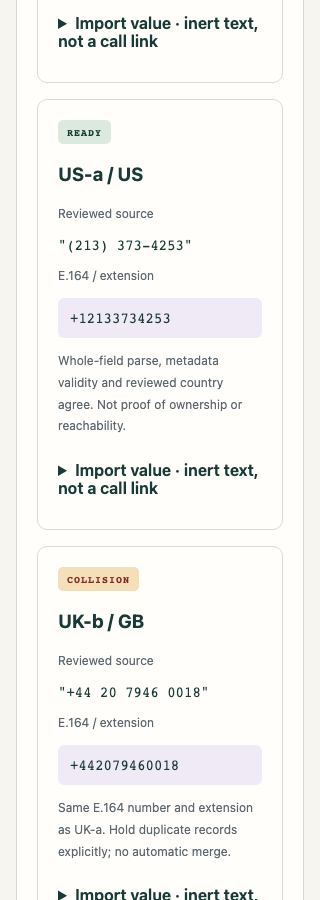 ▶ Import value · inert text,
not a call link
READY
US-a / US
Reviewed source
"(213) 373–4253"
E.164 / extension
+12133734253
Whole-field parse, metadata
validity and reviewed country
agree. Not proof of ownership or
reachability.
▶ Import value · inert text,
not a call link
COLLISION
UK-b / GB
Reviewed source
"+44 20 7946 0018"
E.164 / extension
+442079460018
Same E.164 number and extension
as UK-a. Hold duplicate records
explicitly; no automatic merge.
▶ Import value · inert text,